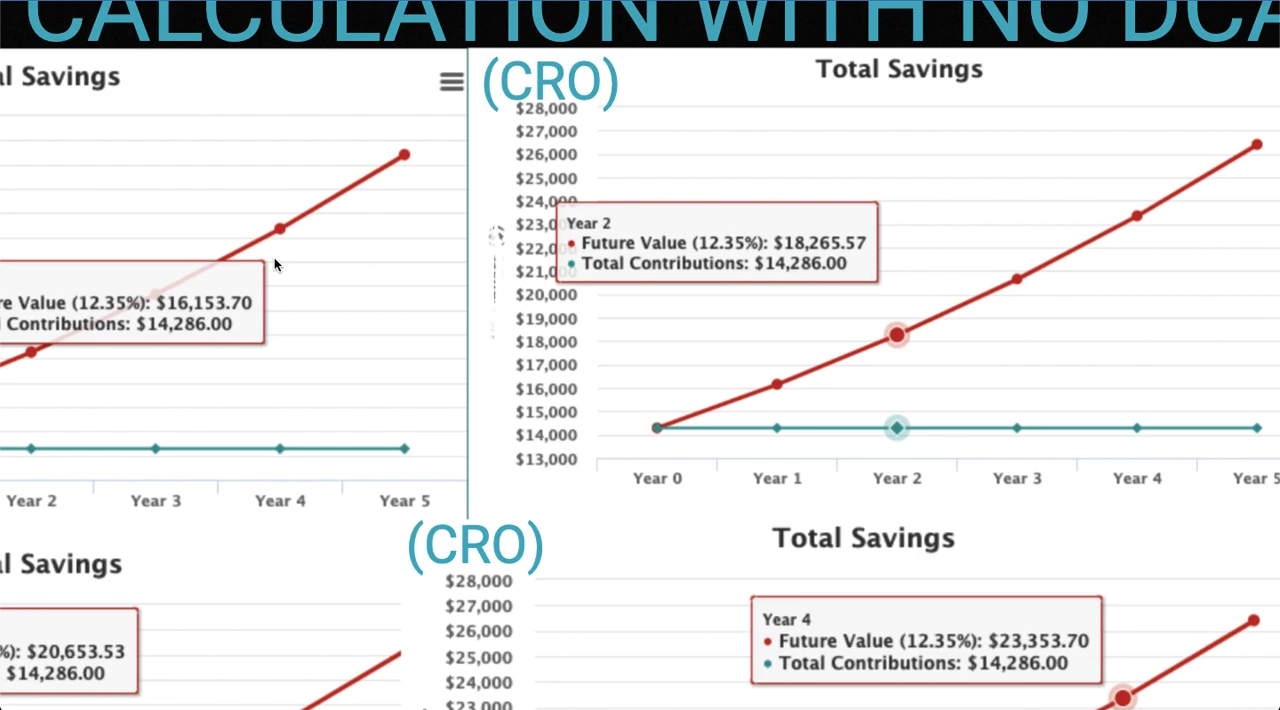 CALCULATION WITH NO DCA
al Savings
re Value (12.35%): $16,153.70
l Contributions: $14,286.00
Year 2
Year 3
Year 4
Year 5
(CRO)
Total Savings
$28,000
$27,000
$26,000
$25,000
$24,000
$23,0
$22,0
$21,0
$20,000
$19,000
$18,000
$17,000
$16,000
$15,000
$14,000
$13,000
Year 2
Future Value (12.35%): $18,265.57
Total Contributions: $14,286.00
Year 0
Year 1
Year 2
Year 3
Year 4
Year 5
al Savings
%): $20,653.53
$14,286.00
(CRO)
Total Savings
$28,000
$27,000
$26,000
$25,000
$24,000
$23,000
Year 4
Future Value (12.35%): $23,353.70
Total Contributions: $14,286.00